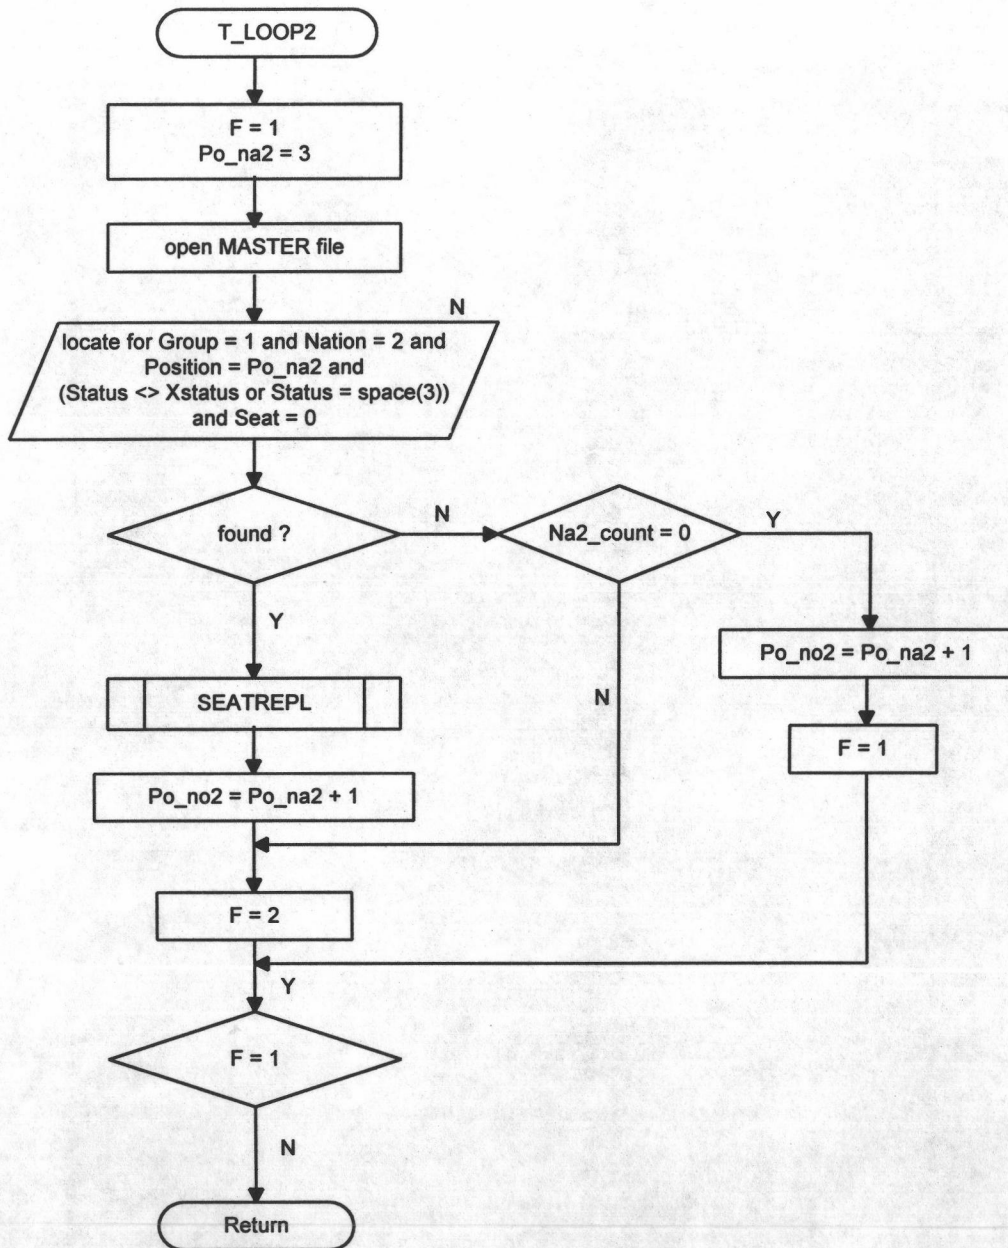 T_LOOP2
F = 1
Po_na2 = 3
open MASTER file
N
locate for Group = 1 and Nation = 2 and
Position = Po_na2 and
(Status <> Xstatus or Status = space(3))
and Seat = 0
found ?
N
Na2_count = 0
Y
Y
Po_no2 = Po_na2 + 1
N
SEATREPL
F = 1
Po_no2 = Po_na2 + 1
F = 2
Y
F = 1
N
Return